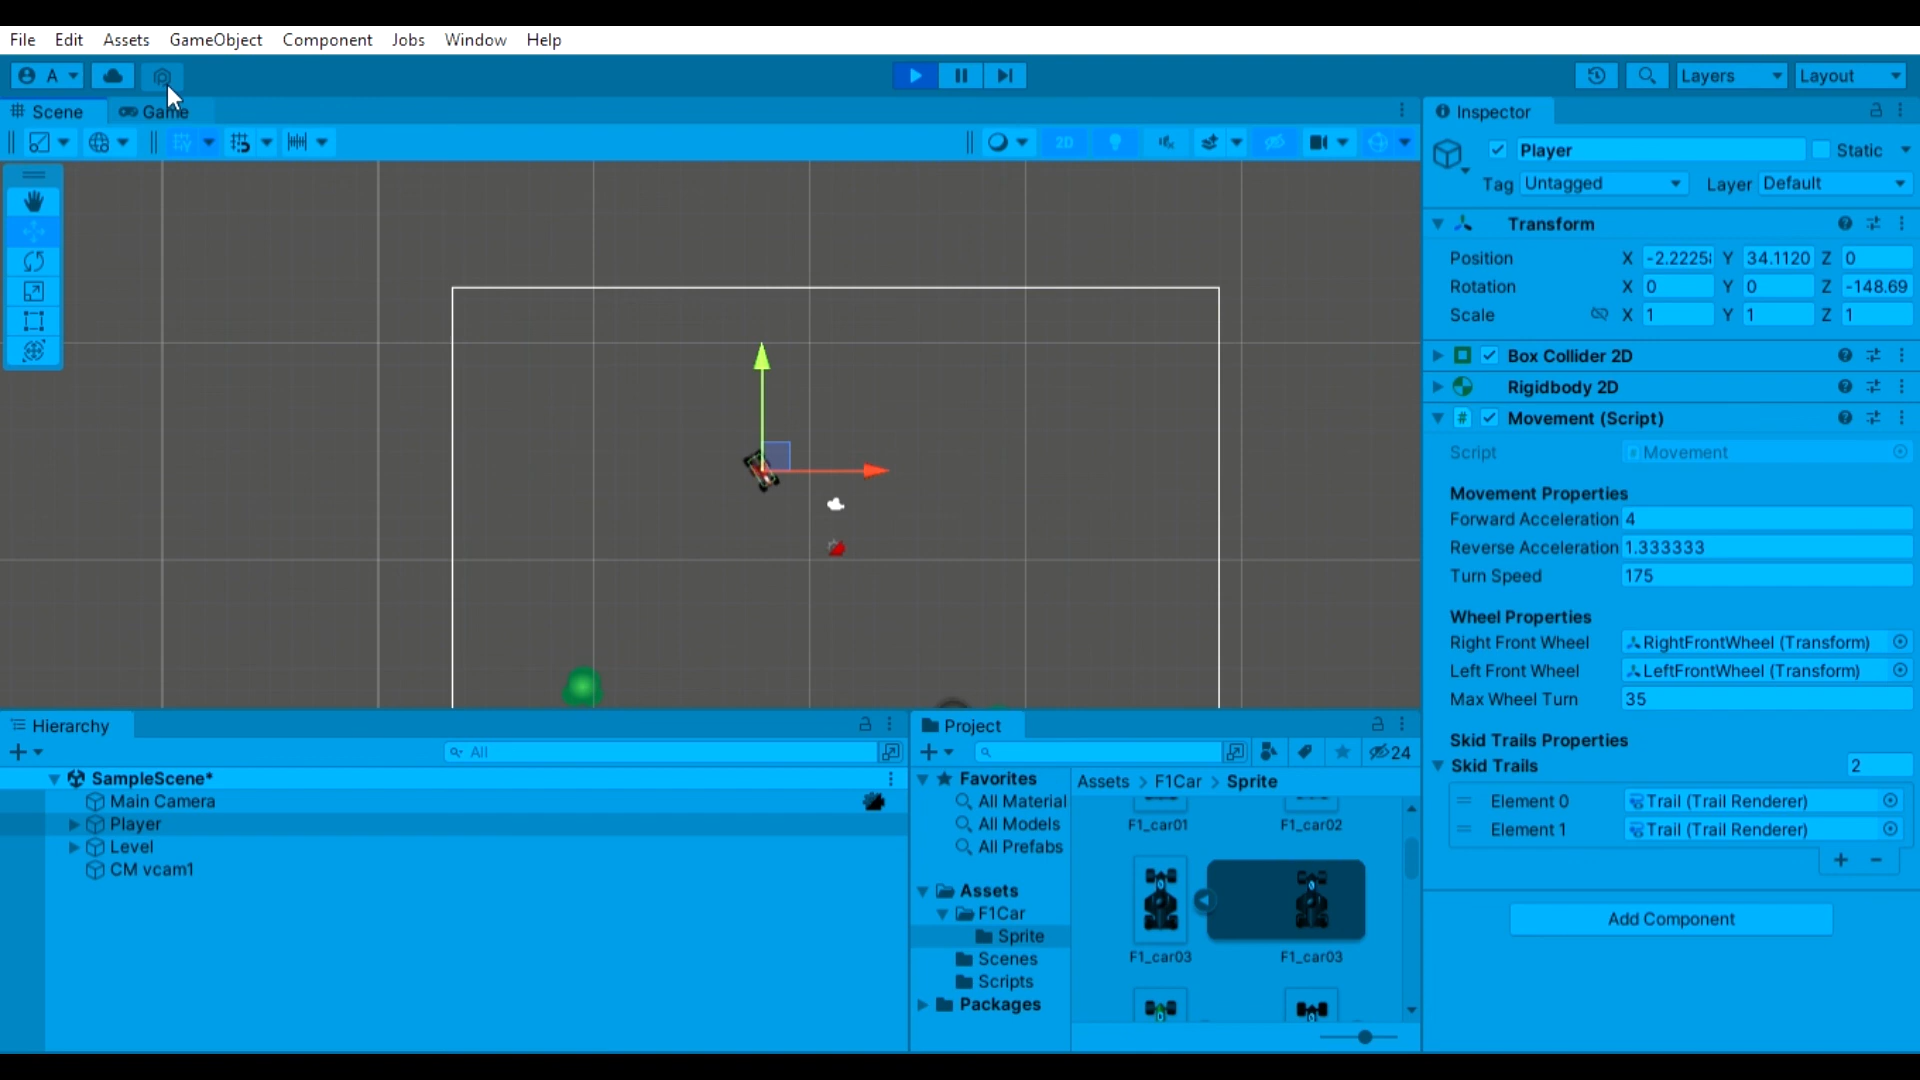 File Edit Assets GameObject Component Jobs Window Help
A Layers Layout
Scene Game
2D
Inspector
Player Static
Tag Untagged Layer Default
Transform
Position X -2.2225 Y 34.1120 Z 0
Rotation X 0 Y 0 Z -148.69
Scale X 1 Y 1 Z 1
Box Collider 2D
Rigidbody 2D
# Movement (Script)
Script Movement
Movement Properties
Forward Acceleration 4
Reverse Acceleration 1.333333
Turn Speed 175
Wheel Properties
Right Front Wheel RightFrontWheel (Transform)
Left Front Wheel LeftFrontWheel (Transform)
Max Wheel Turn 35
Skid Trails Properties
Skid Trails 2
Element 0 Trail (Trail Renderer)
Element 1 Trail (Trail Renderer)
+ -
Add Component
Hierarchy
+ All
SampleScene*
Main Camera
Player
Level
CM vcam1
Project
+ 24
Favorites
All Material
All Models
All Prefabs
Assets
F1Car
Sprite
Scenes
Scripts
Packages
Assets > F1Car > Sprite
F1_car01 F1_car02
F1_car03 F1_car03